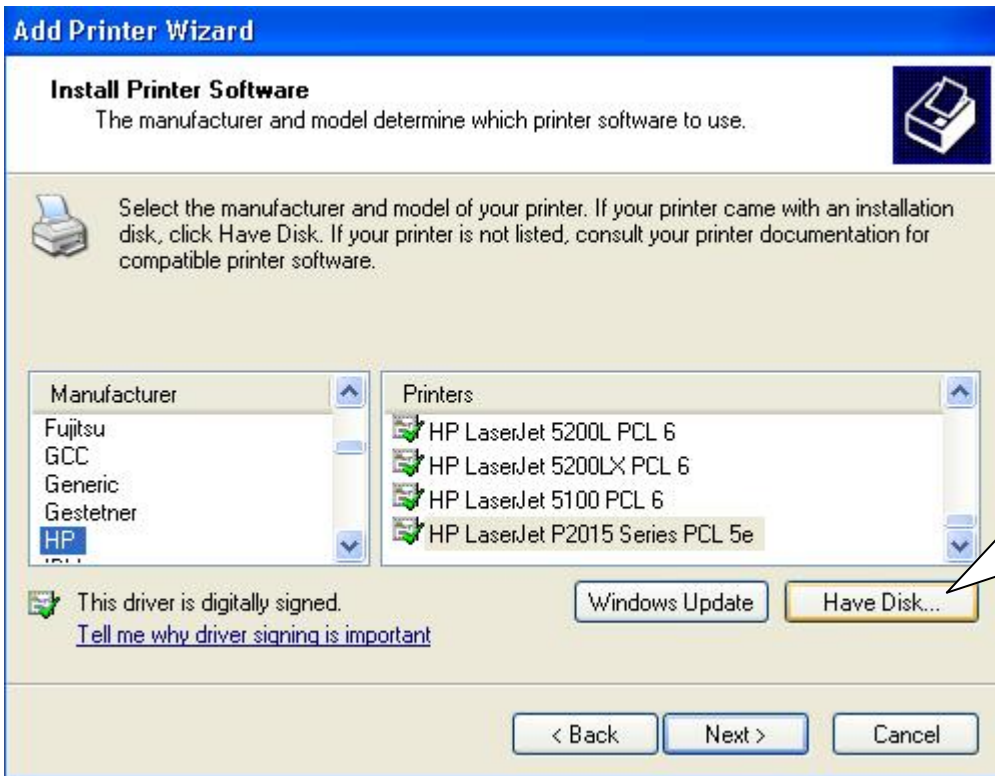 Add Printer Wizard
Install Printer Software
The manufacturer and model determine which printer software to use.
Select the manufacturer and model of your printer. If your printer came with an installation
disk, click Have Disk. If your printer is not listed, consult your printer documentation for
compatible printer software.
Manufacturer
Fujitsu
GCC
Generic
Gestetner
HP
Printers
HP LaserJet 5200L PCL 6
HP LaserJet 5200LX PCL 6
HP LaserJet 5100 PCL 6
HP LaserJet P2015 Series PCL 5e
This driver is digitally signed.
Tell me why driver signing is important
Windows Update
Have Disk...
< Back
Next >
Cancel